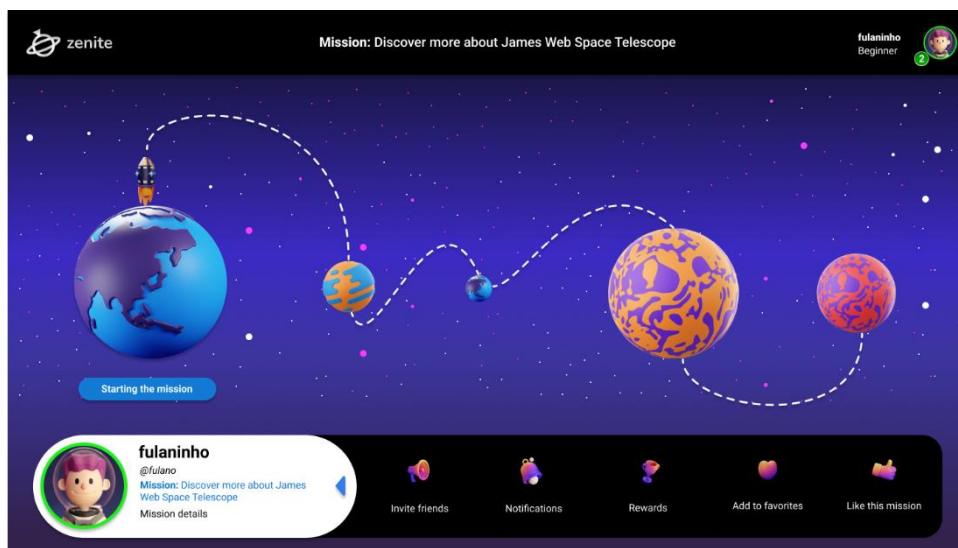 zenite
Mission: Discover more about James Web Space Telescope
fulaninho
Beginner
2
Starting the mission
fulaninho
@fulano
Mission: Discover more about James
Web Space Telescope
Mission details
Invite friends
Notifications
Rewards
Add to favorites
Like this mission